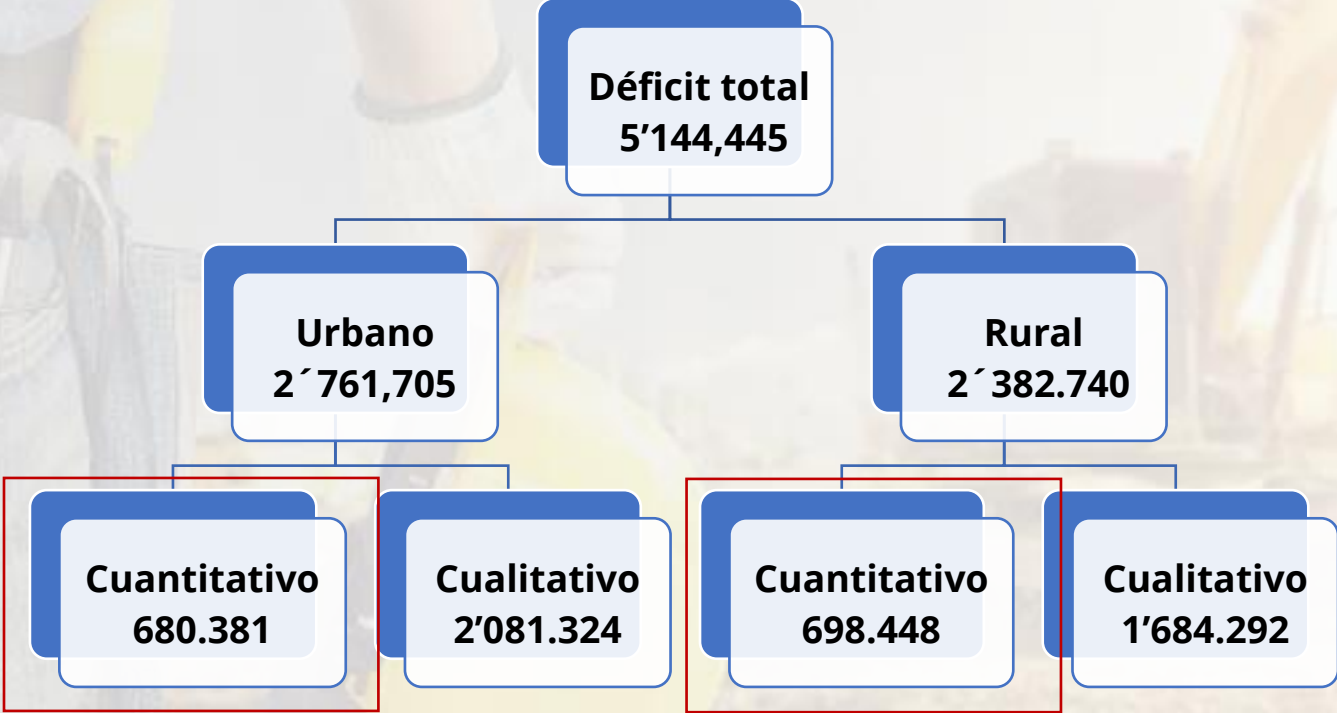 Déficit total
5’144,445
Urbano
2´761,705
Rural
2´382.740
Cuantitativo
680.381
Cualitativo
2’081.324
Cuantitativo
698.448
Cualitativo
1’684.292